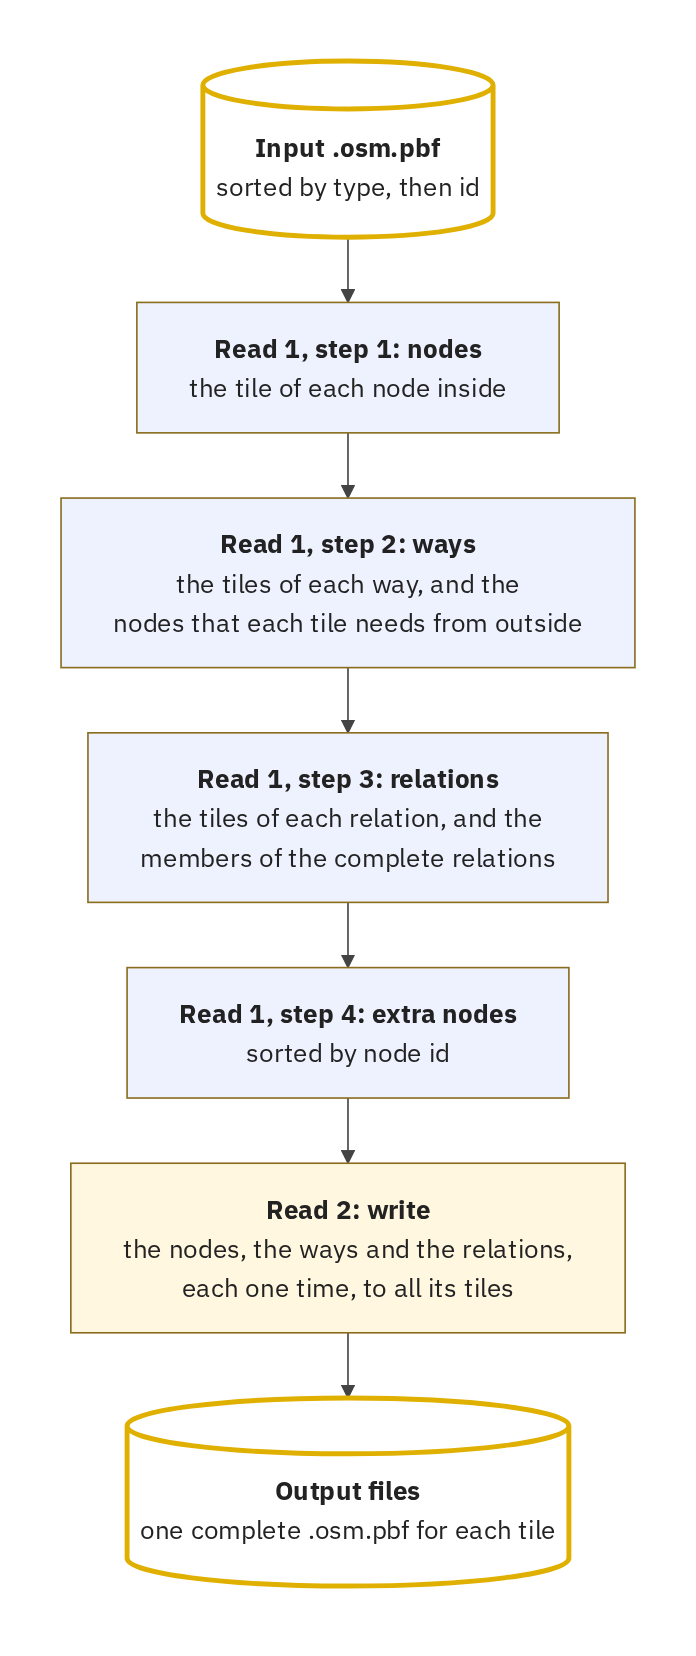 Input .osm.pbf
sorted by type, then id
Read 1, step 1: nodes
the tile of each node inside
Read 1, step 2: ways
the tiles of each way, and the
nodes that each tile needs from outside
Read 1, step 3: relations
the tiles of each relation, and the
members of the complete relations
Read 1, step 4: extra nodes
sorted by node id
Read 2: write
the nodes, the ways and the relations,
each one time, to all its tiles
Output files
one complete .osm.pbf for each tile